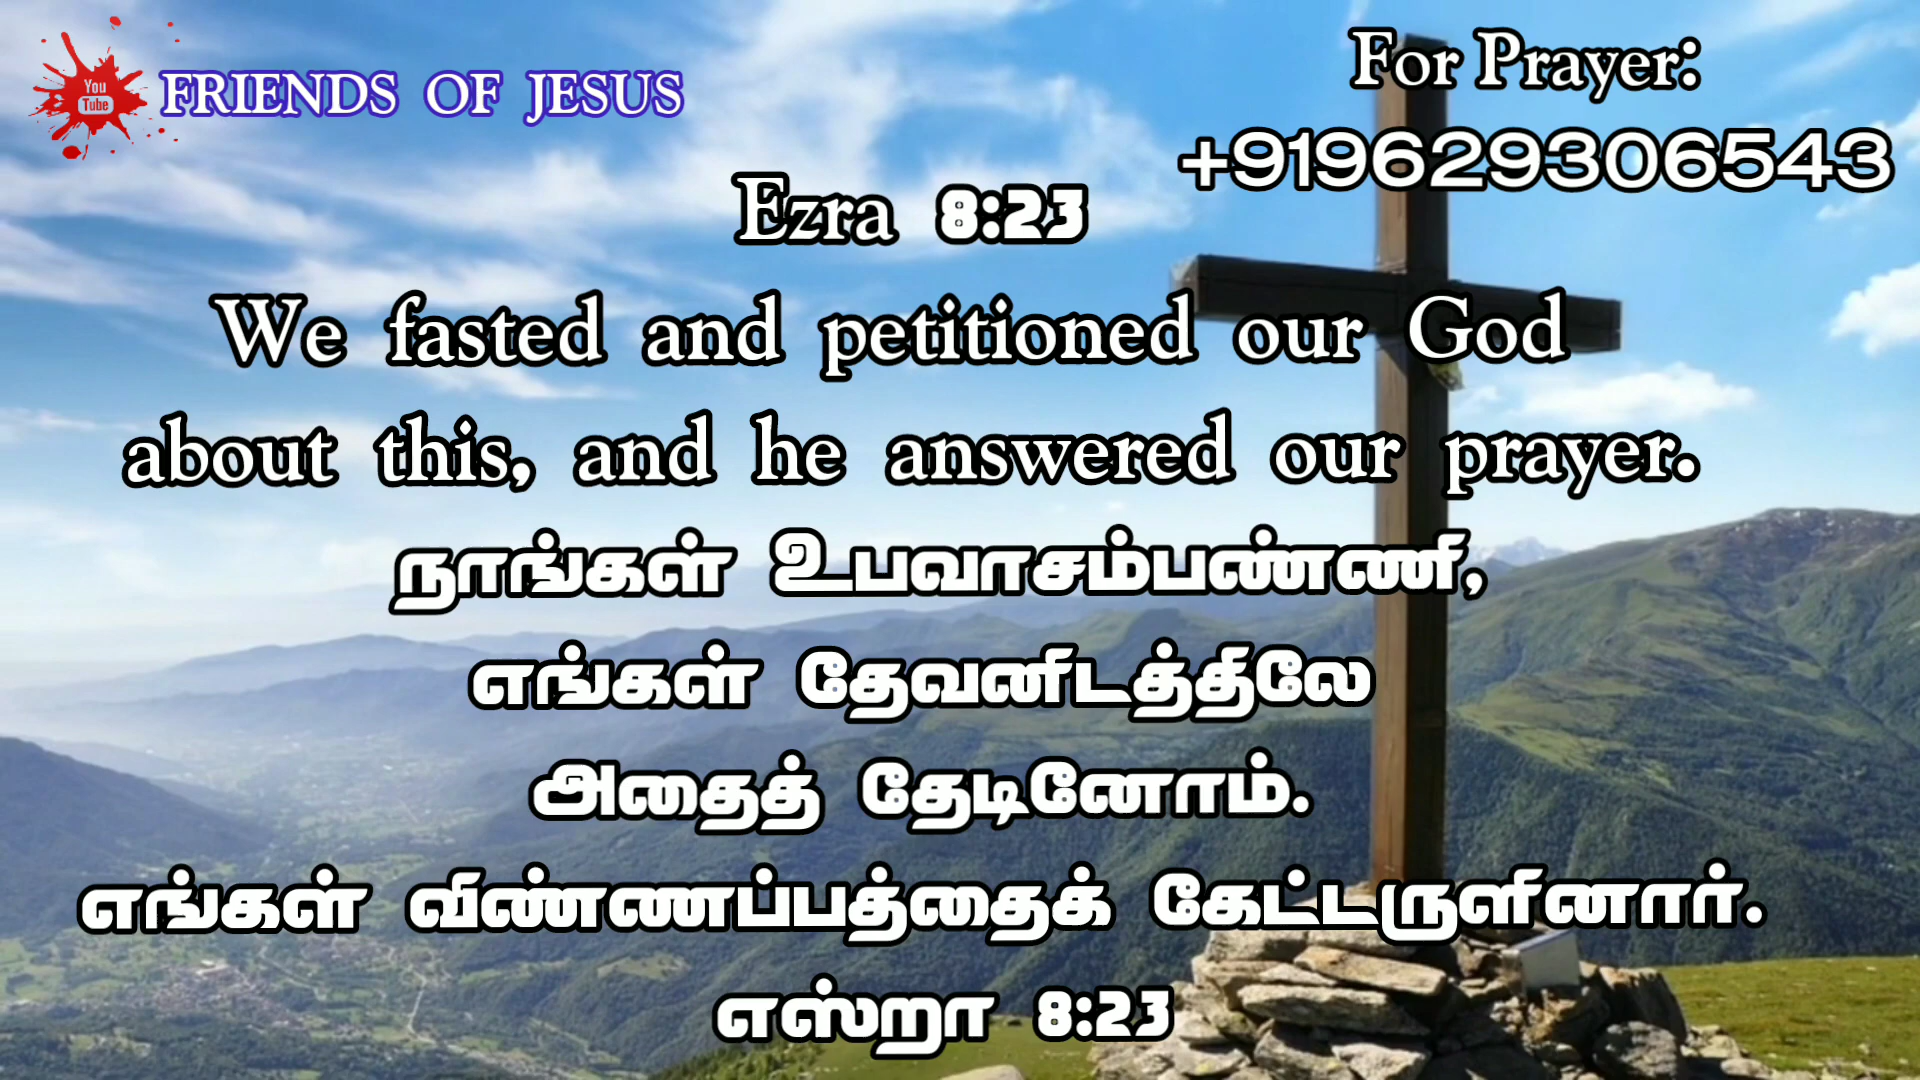 You
Tube
FRIENDS OF JESUS
For Prayer:
+919629306543
Ezra 8:23
We fasted and petitioned our God
about this, and he answered our prayer.
நாங்கள் உபவாசம்பண்ணி,
எங்கள் தேவனிடத்திலே
அதைத் தேடினோம்.
எங்கள் விண்ணப்பத்தைக் கேட்டருளினார்.
எஸ்றா 8:23